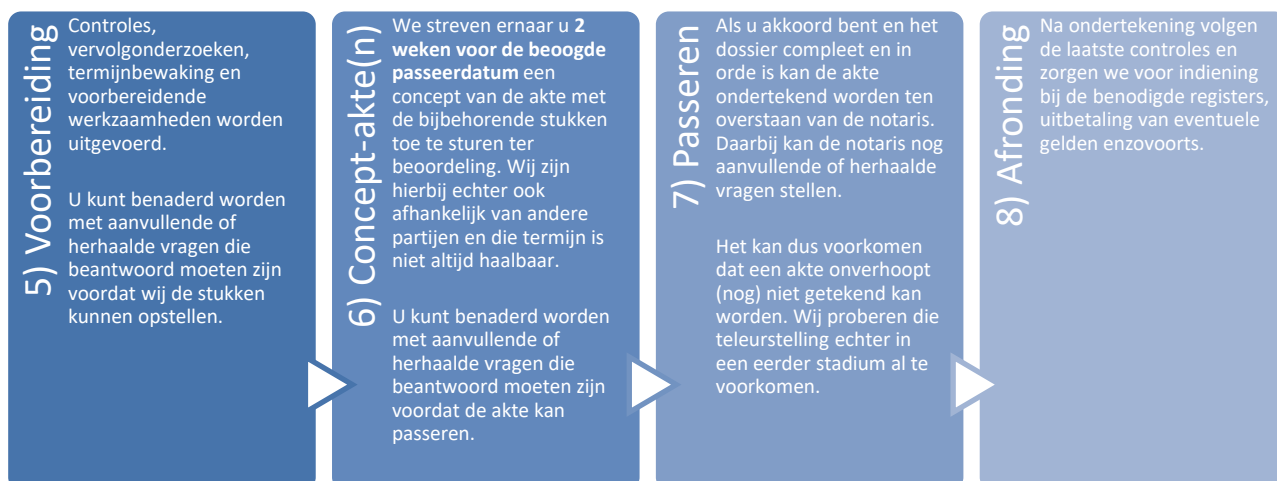 5) Voorbereiding
Controles,
vervolgonderzoeken,
termijnbewaking en
voorbereidende
werkzaamheden worden
uitgevoerd.
U kunt benaderd worden
met aanvullende of
herhaalde vragen die
beantwoord moeten zijn
voordat wij de stukken
kunnen opstellen.
6) Concept-akte(n)
We streven ernaar u 2
weken voor de beoogde
passeerdatum een
concept van de akte met
de bijbehorende stukken
toe te sturen ter
beoordeling. Wij zijn
hierbij echter ook
afhankelijk van andere
partijen en die termijn is
niet altijd haalbaar.
U kunt benaderd worden
met aanvullende of
herhaalde vragen die
beantwoord moeten zijn
voordat de akte kan
passeren.
7) Passeren
Als u akkoord bent en het
dossier compleet en in
orde is kan de akte
ondertekend worden ten
overstaan van de notaris.
Daarbij kan de notaris nog
aanvullende of herhaalde
vragen stellen.
Het kan dus voorkomen
dat een akte onverhoopt
(nog) niet getekend kan
worden. Wij proberen die
teleurstelling echter in
een eerder stadium al te
voorkomen.
8) Afronding
Na ondertekening volgen
de laatste controles en
zorgen we voor indiening
bij de benodigde registers,
uitbetaling van eventuele
gelden enzovoorts.